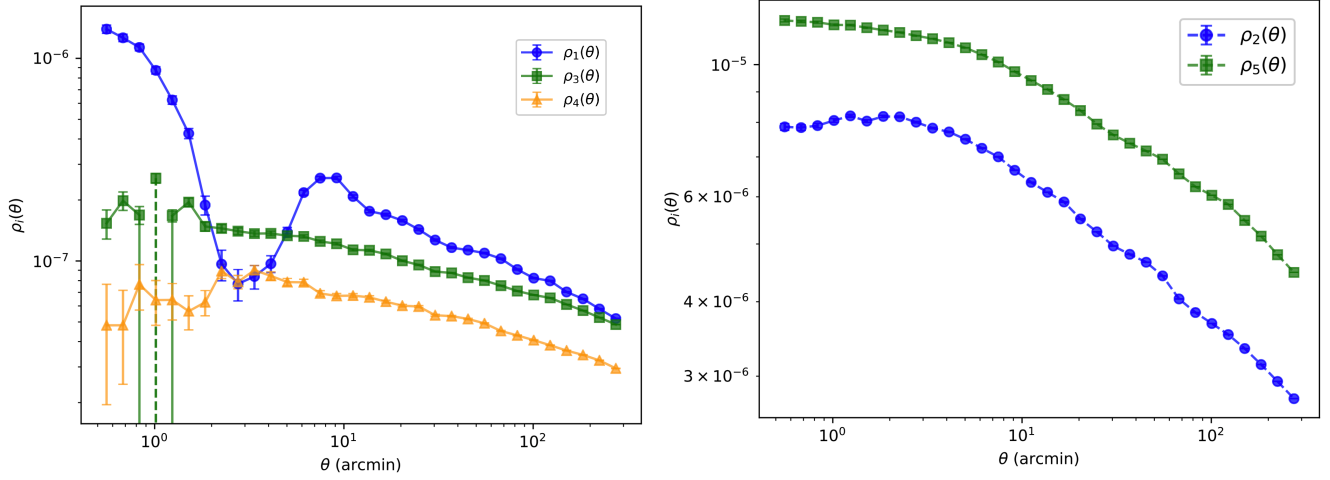 10⁻⁶
10⁻⁷
ρᵢ(θ)
ρ₁(θ)
ρ₃(θ)
ρ₄(θ)
10⁰
10¹
10²
θ (arcmin)
10⁻⁵
6 × 10⁻⁶
4 × 10⁻⁶
3 × 10⁻⁶
ρᵢ(θ)
ρ₂(θ)
ρ₅(θ)
10⁰
10¹
10²
θ (arcmin)